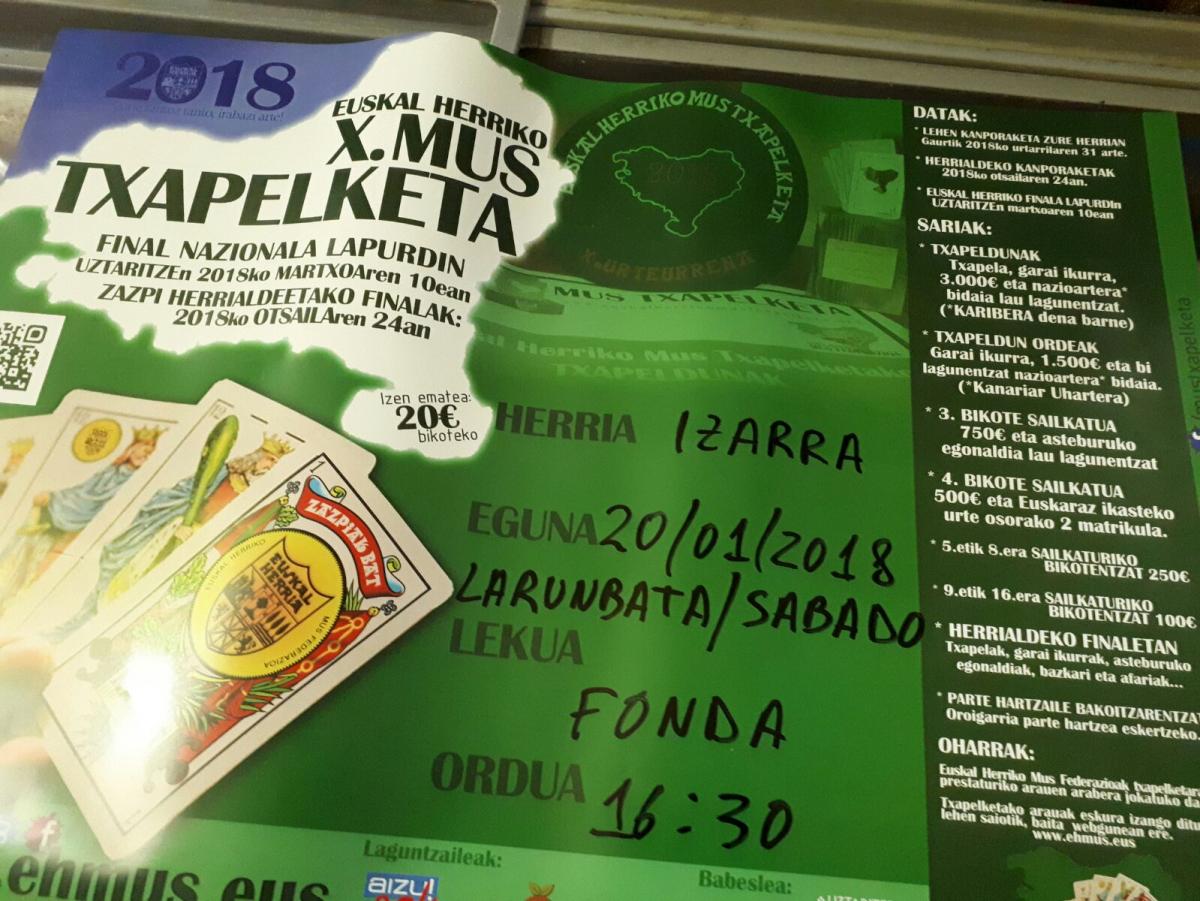 2018
irabazi arte!
EUSKAL HERRIKO
X.MUS
TXAPELKETA
FINAL NAZIONALA LAPURDIN
UZTARITZEn 2018ko MARTXOAren 10ean
ZAZPI HERRIALDEETAKO FINALAK:
2018ko OTSAILAren 24an
Izen ematea:
20€
bikoteko
EUSKAL HERRIKO MUS TXAPELKETA
X.URTEURRENA
MUS TXAPELKETA
Herriko Mus Txapelketako
TXAPELDUNAK
1
ZAZPIAK BAT
EUSKAL HERRIKO
EUSKAL
HERRIA
MUS FEDERAZIOA
HERRIA IZARRA
EGUNA 20/01/2018
LARUNBATA/SABADO
LEKUA
FONDA
ORDUA
16:30
Laguntzaileak:
aizu!
Babeslea:
ehmus.eus
DATAK:
* LEHEN KANPORAKETA ZURE HERRIAN
Gaurtik 2018ko urtarrilaren 31 arte.
* HERRIALDEKO KANPORAKETAK
2018ko otsailaren 24an.
* EUSKAL HERRIKO FINALA LAPURDIn
UZTARITZEn martxoaren 10ean
SARIAK:
* TXAPELDUNAK
Txapela, garai ikurra,
3.000€ eta nazioartera*
bidaia lau lagunentzat.
(*KARIBERA dena barne)
* TXAPELDUN ORDEAK
Garai ikurra, 1.500€ eta bi
lagunentzat nazioartera* bidaia.
(*Kanariar Uhartera)
* 3. BIKOTE SAILKATUA
750€ eta asteburuko
egonaldia lau lagunentzat
* 4. BIKOTE SAILKATUA
500€ eta Euskaraz ikasteko
urte osorako 2 matrikula.
* 5.etik 8.era SAILKATURIKO
BIKOTENTZAT 250€
* 9.etik 16.era SAILKATURIKO
BIKOTENTZAT 100€
* HERRIALDEKO FINALETAN
Txapelak, garai ikurrak, asteburuko
egonaldiak, bazkari eta afariak...
* PARTE HARTZAILE BAKOITZARENTZA
Oroigarria parte hartzea eskertzeko.
OHARRAK:
Euskal Herriko Mus Federazioak txapelketara
prestaturiko arauen arabera jokatuko da
Txapelketako arauak eskura izango ditu
lehen saiotik, baita webgunean ere.
www.ehmus.eus